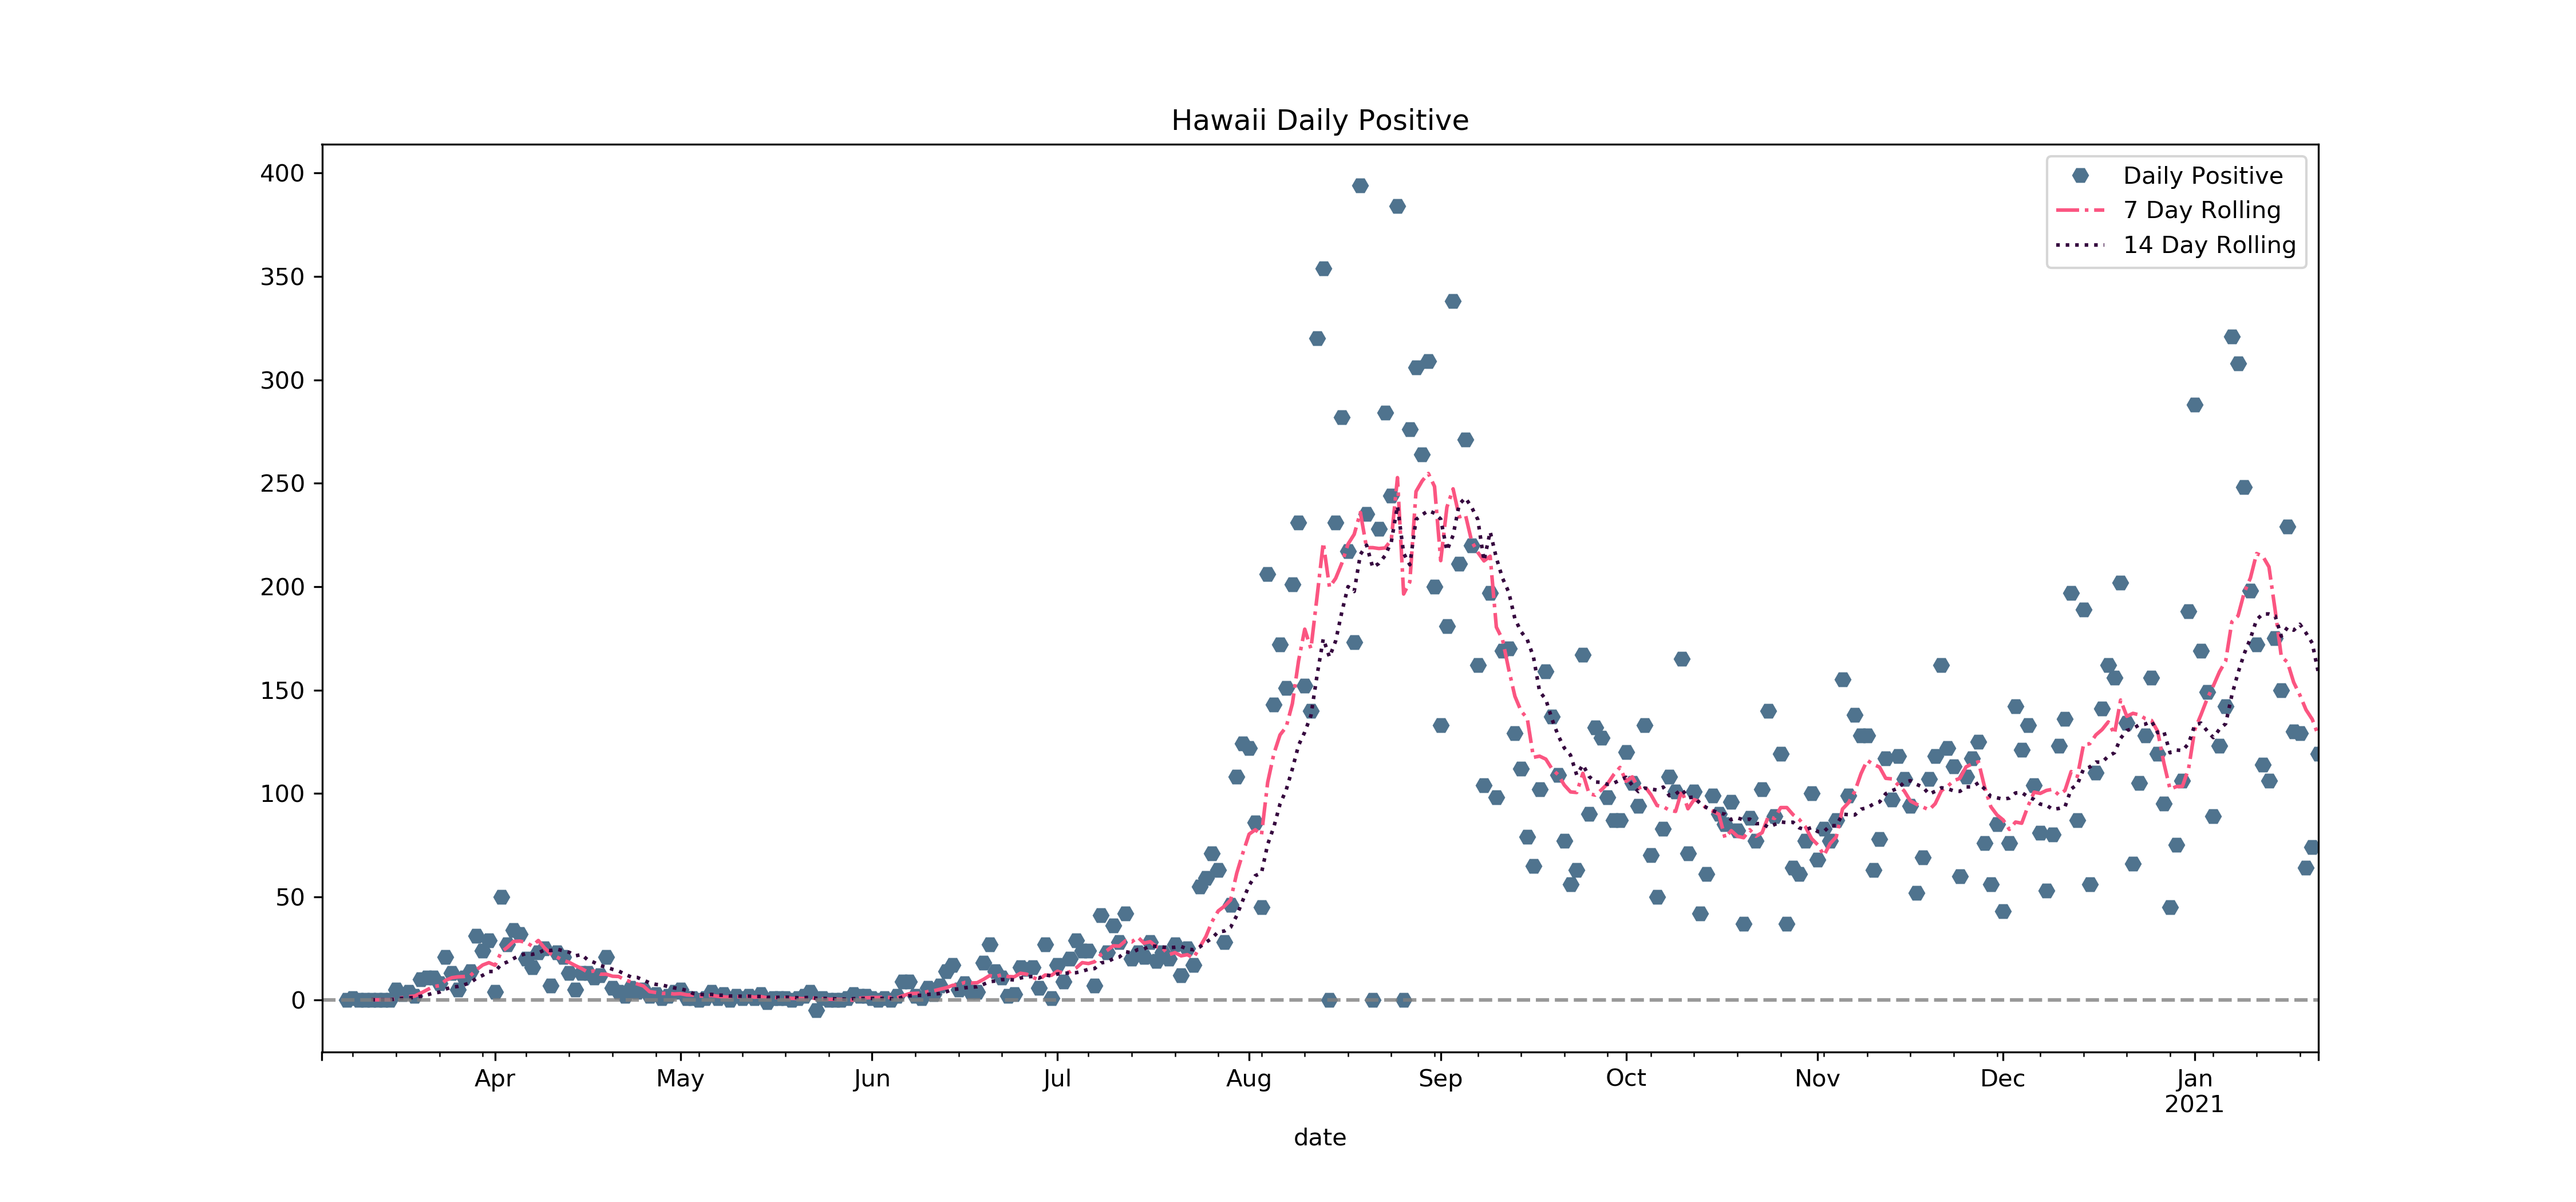 Hawaii Daily Positive
400
350
300
250
200
150
100
50
0
Daily Positive
7 Day Rolling
14 Day Rolling
Apr May Jun Jul Aug Sep Oct Nov Dec Jan
2021
date